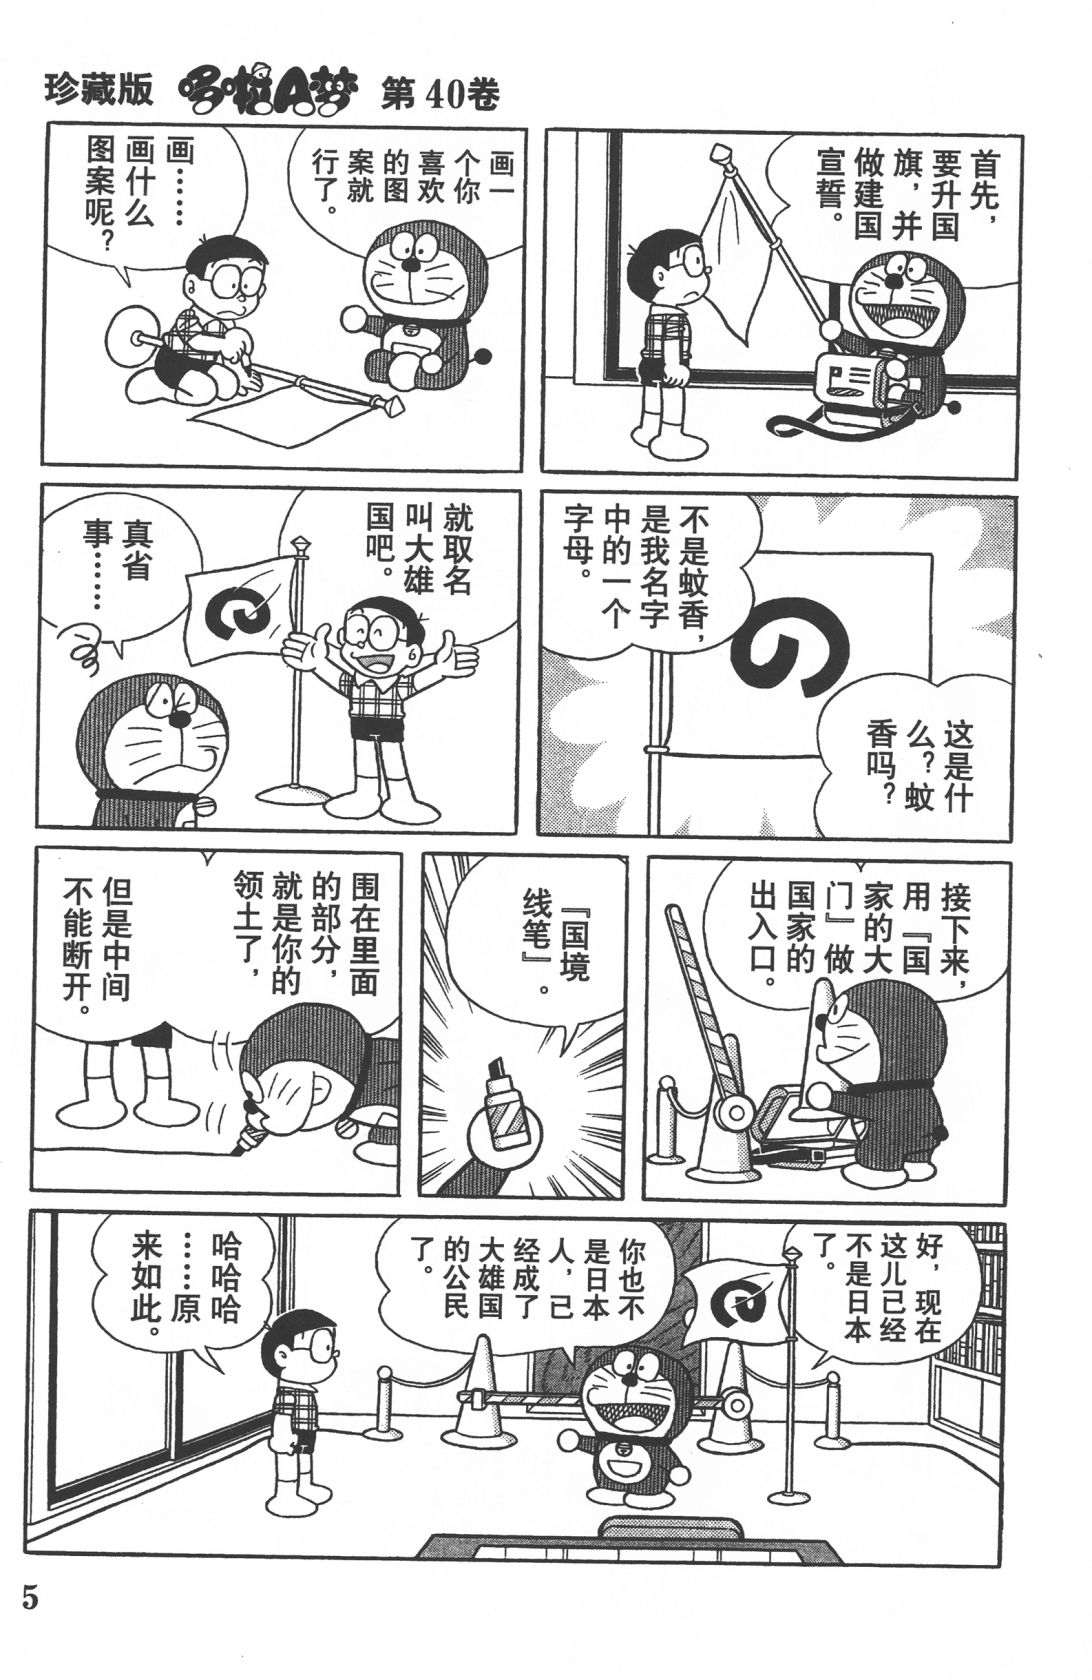 珍藏版 哆啦A梦 第40卷
首先，
要升国
旗，并
做建国
宣誓。
画一
个你
喜欢
的图
案就
行了。
画……
画什么
图案呢？
这是什
么？蚊
香吗？
不是蚊香，
是我名字
中的一个
字母。
の
就取名
叫大雄
国吧。
の
真省
事……
接下来，
用『国
家的大
门』做
国家的
出入口。
『国境
线笔』。
围在里面
的部分，
就是你的
领土了，
但是中间
不能断开。
好，现在
这儿已经
不是日本
了。
の
你也不
是日本
人，已
经成了
大雄国
的公民
了。
哈哈哈
……原
来如此。
5